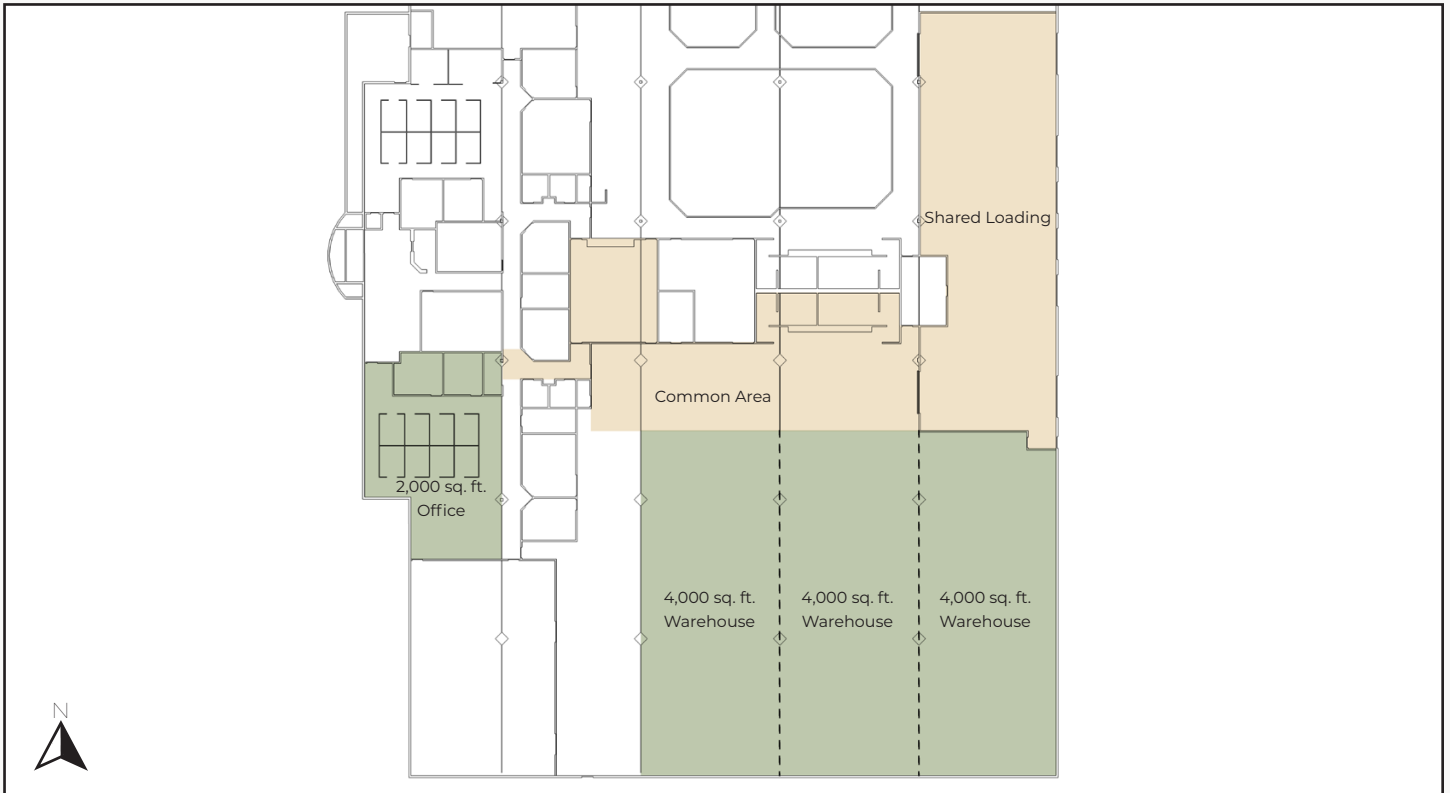 Shared Loading
Common Area
2,000 sq. ft.
Office
4,000 sq. ft.
Warehouse
4,000 sq. ft.
Warehouse
4,000 sq. ft.
Warehouse
N